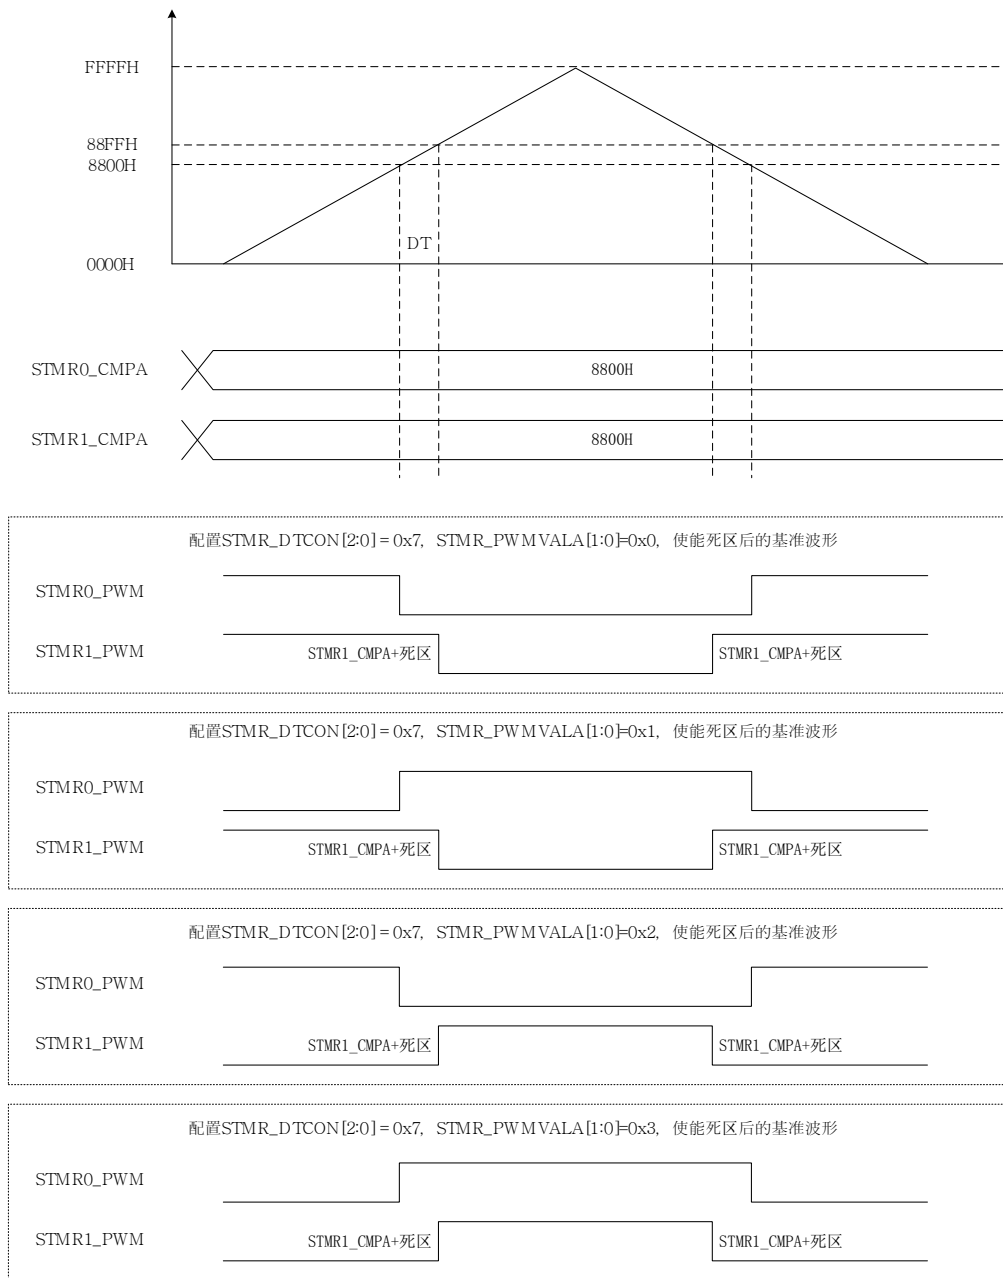 FFFFH
88FFH
8800H
DT
0000H
STMR0_CMPA
8800H
STMR1_CMPA
8800H
配置STMR_DTCON[2:0] = 0x7, STMR_PWMVALA[1:0]=0x0, 使能死区后的基准波形
STMR0_PWM
STMR1_PWM
STMR1_CMPA+死区
STMR1_CMPA+死区
配置STMR_DTCON[2:0] = 0x7, STMR_PWMVALA[1:0]=0x1, 使能死区后的基准波形
STMR0_PWM
STMR1_PWM
STMR1_CMPA+死区
STMR1_CMPA+死区
配置STMR_DTCON[2:0] = 0x7, STMR_PWMVALA[1:0]=0x2, 使能死区后的基准波形
STMR0_PWM
STMR1_PWM
STMR1_CMPA+死区
STMR1_CMPA+死区
配置STMR_DTCON[2:0] = 0x7, STMR_PWMVALA[1:0]=0x3, 使能死区后的基准波形
STMR0_PWM
STMR1_PWM
STMR1_CMPA+死区
STMR1_CMPA+死区